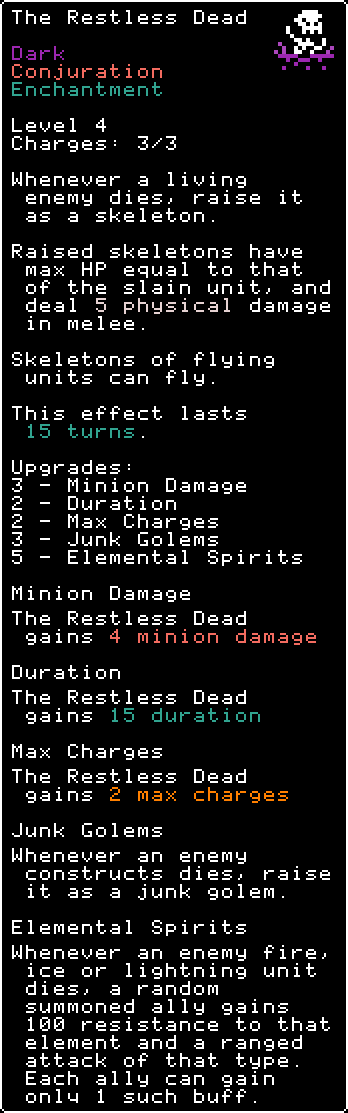 The Restless Dead
Dark
Conjuration
Enchantment
Level 4
Charges: 3/3
Whenever a living
enemy dies, raise it
as a skeleton.
Raised skeletons have
max HP equal to that
of the slain unit, and
deal 5 physical damage
in melee.
Skeletons of flying
units can fly.
This effect lasts
15 turns.
Upgrades:
3 - Minion Damage
2 - Duration
2 - Max Charges
3 - Junk Golems
5 - Elemental Spirits
Minion Damage
The Restless Dead
gains 4 minion damage
Duration
The Restless Dead
gains 15 duration
Max Charges
The Restless Dead
gains 2 max charges
Junk Golems
Whenever an enemy
constructs dies, raise
it as a junk golem.
Elemental Spirits
Whenever an enemy fire,
ice or lightning unit
dies, a random
summoned ally gains
100 resistance to that
element and a ranged
attack of that type.
Each ally can gain
only 1 such buff.